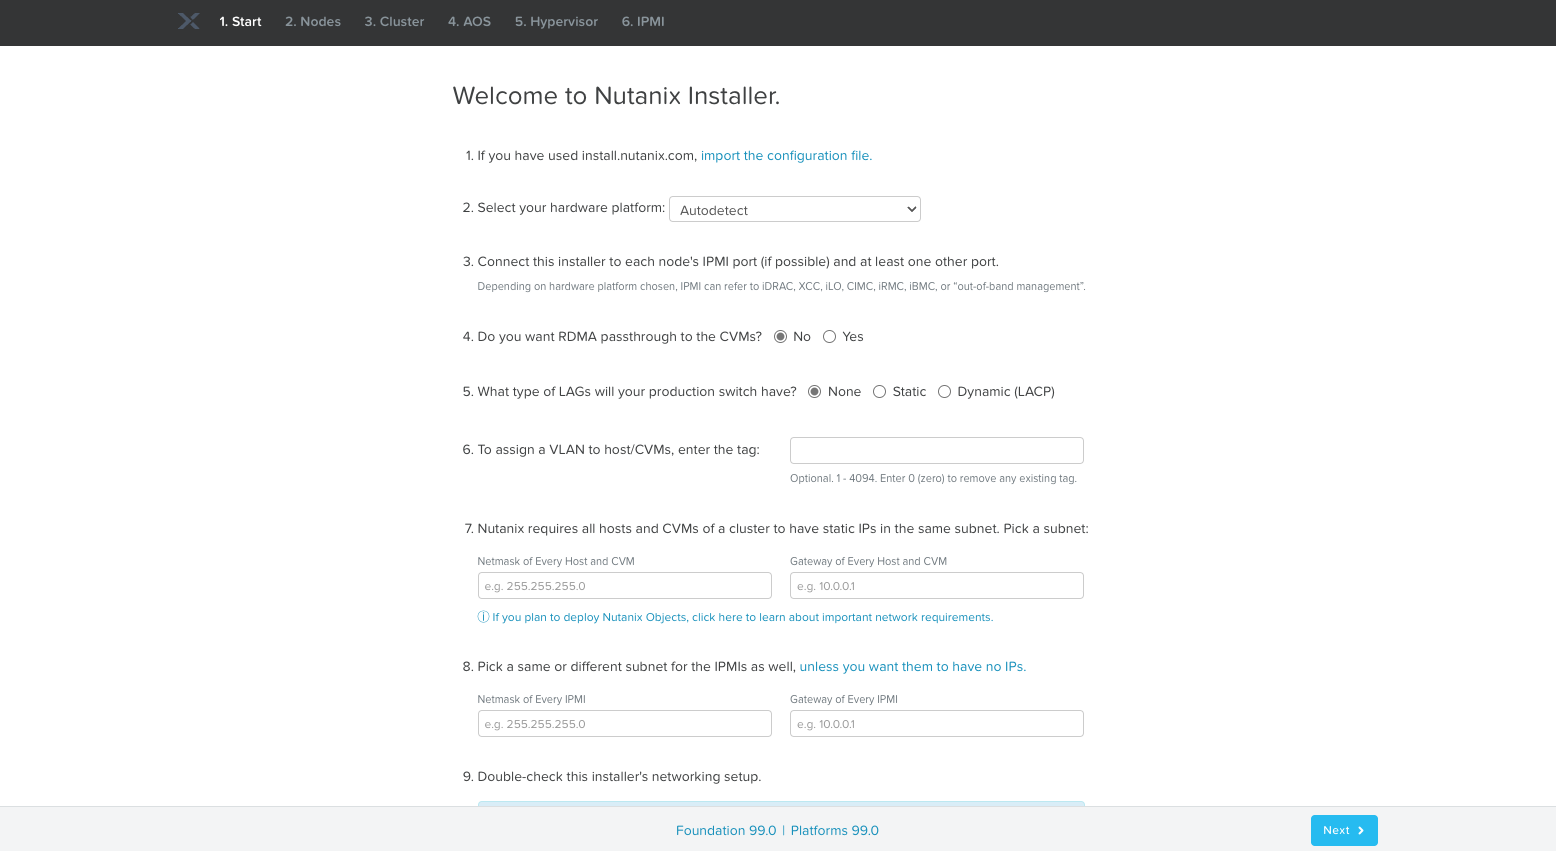 1. Start 2. Nodes 3. Cluster 4. AOS 5. Hypervisor 6. IPMI
Welcome to Nutanix Installer.
1. If you have used install.nutanix.com, import the configuration file.
2. Select your hardware platform: Autodetect
3. Connect this installer to each node's IPMI port (if possible) and at least one other port.
Depending on hardware platform chosen, IPMI can refer to iDRAC, XCC, iLO, CIMC, iRMC, iBMC, or “out-of-band management”.
4. Do you want RDMA passthrough to the CVMs? No Yes
5. What type of LAGs will your production switch have? None Static Dynamic (LACP)
6. To assign a VLAN to host/CVMs, enter the tag:
Optional. 1 - 4094. Enter 0 (zero) to remove any existing tag.
7. Nutanix requires all hosts and CVMs of a cluster to have static IPs in the same subnet. Pick a subnet:
Netmask of Every Host and CVM Gateway of Every Host and CVM
e.g. 255.255.255.0 e.g. 10.0.0.1
If you plan to deploy Nutanix Objects, click here to learn about important network requirements.
8. Pick a same or different subnet for the IPMIs as well, unless you want them to have no IPs.
Netmask of Every IPMI Gateway of Every IPMI
e.g. 255.255.255.0 e.g. 10.0.0.1
9. Double-check this installer's networking setup.
Foundation 99.0 | Platforms 99.0 Next